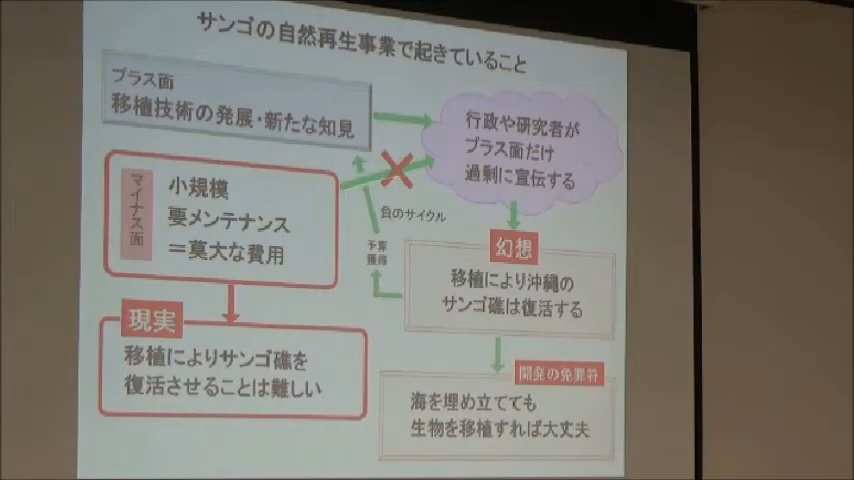 サンゴの自然再生事業で起きていること
プラス面
移植技術の発展・新たな知見
行政や研究者が
プラス面だけ
過剰に宣伝する
マイナス面
小規模
要メンテナンス
＝莫大な費用
負のサイクル
予算
獲得
幻想
移植により沖縄の
サンゴ礁は復活する
現実
移植によりサンゴ礁を
復活させることは難しい
開発の免罪符
海を埋め立てても
生物を移植すれば大丈夫